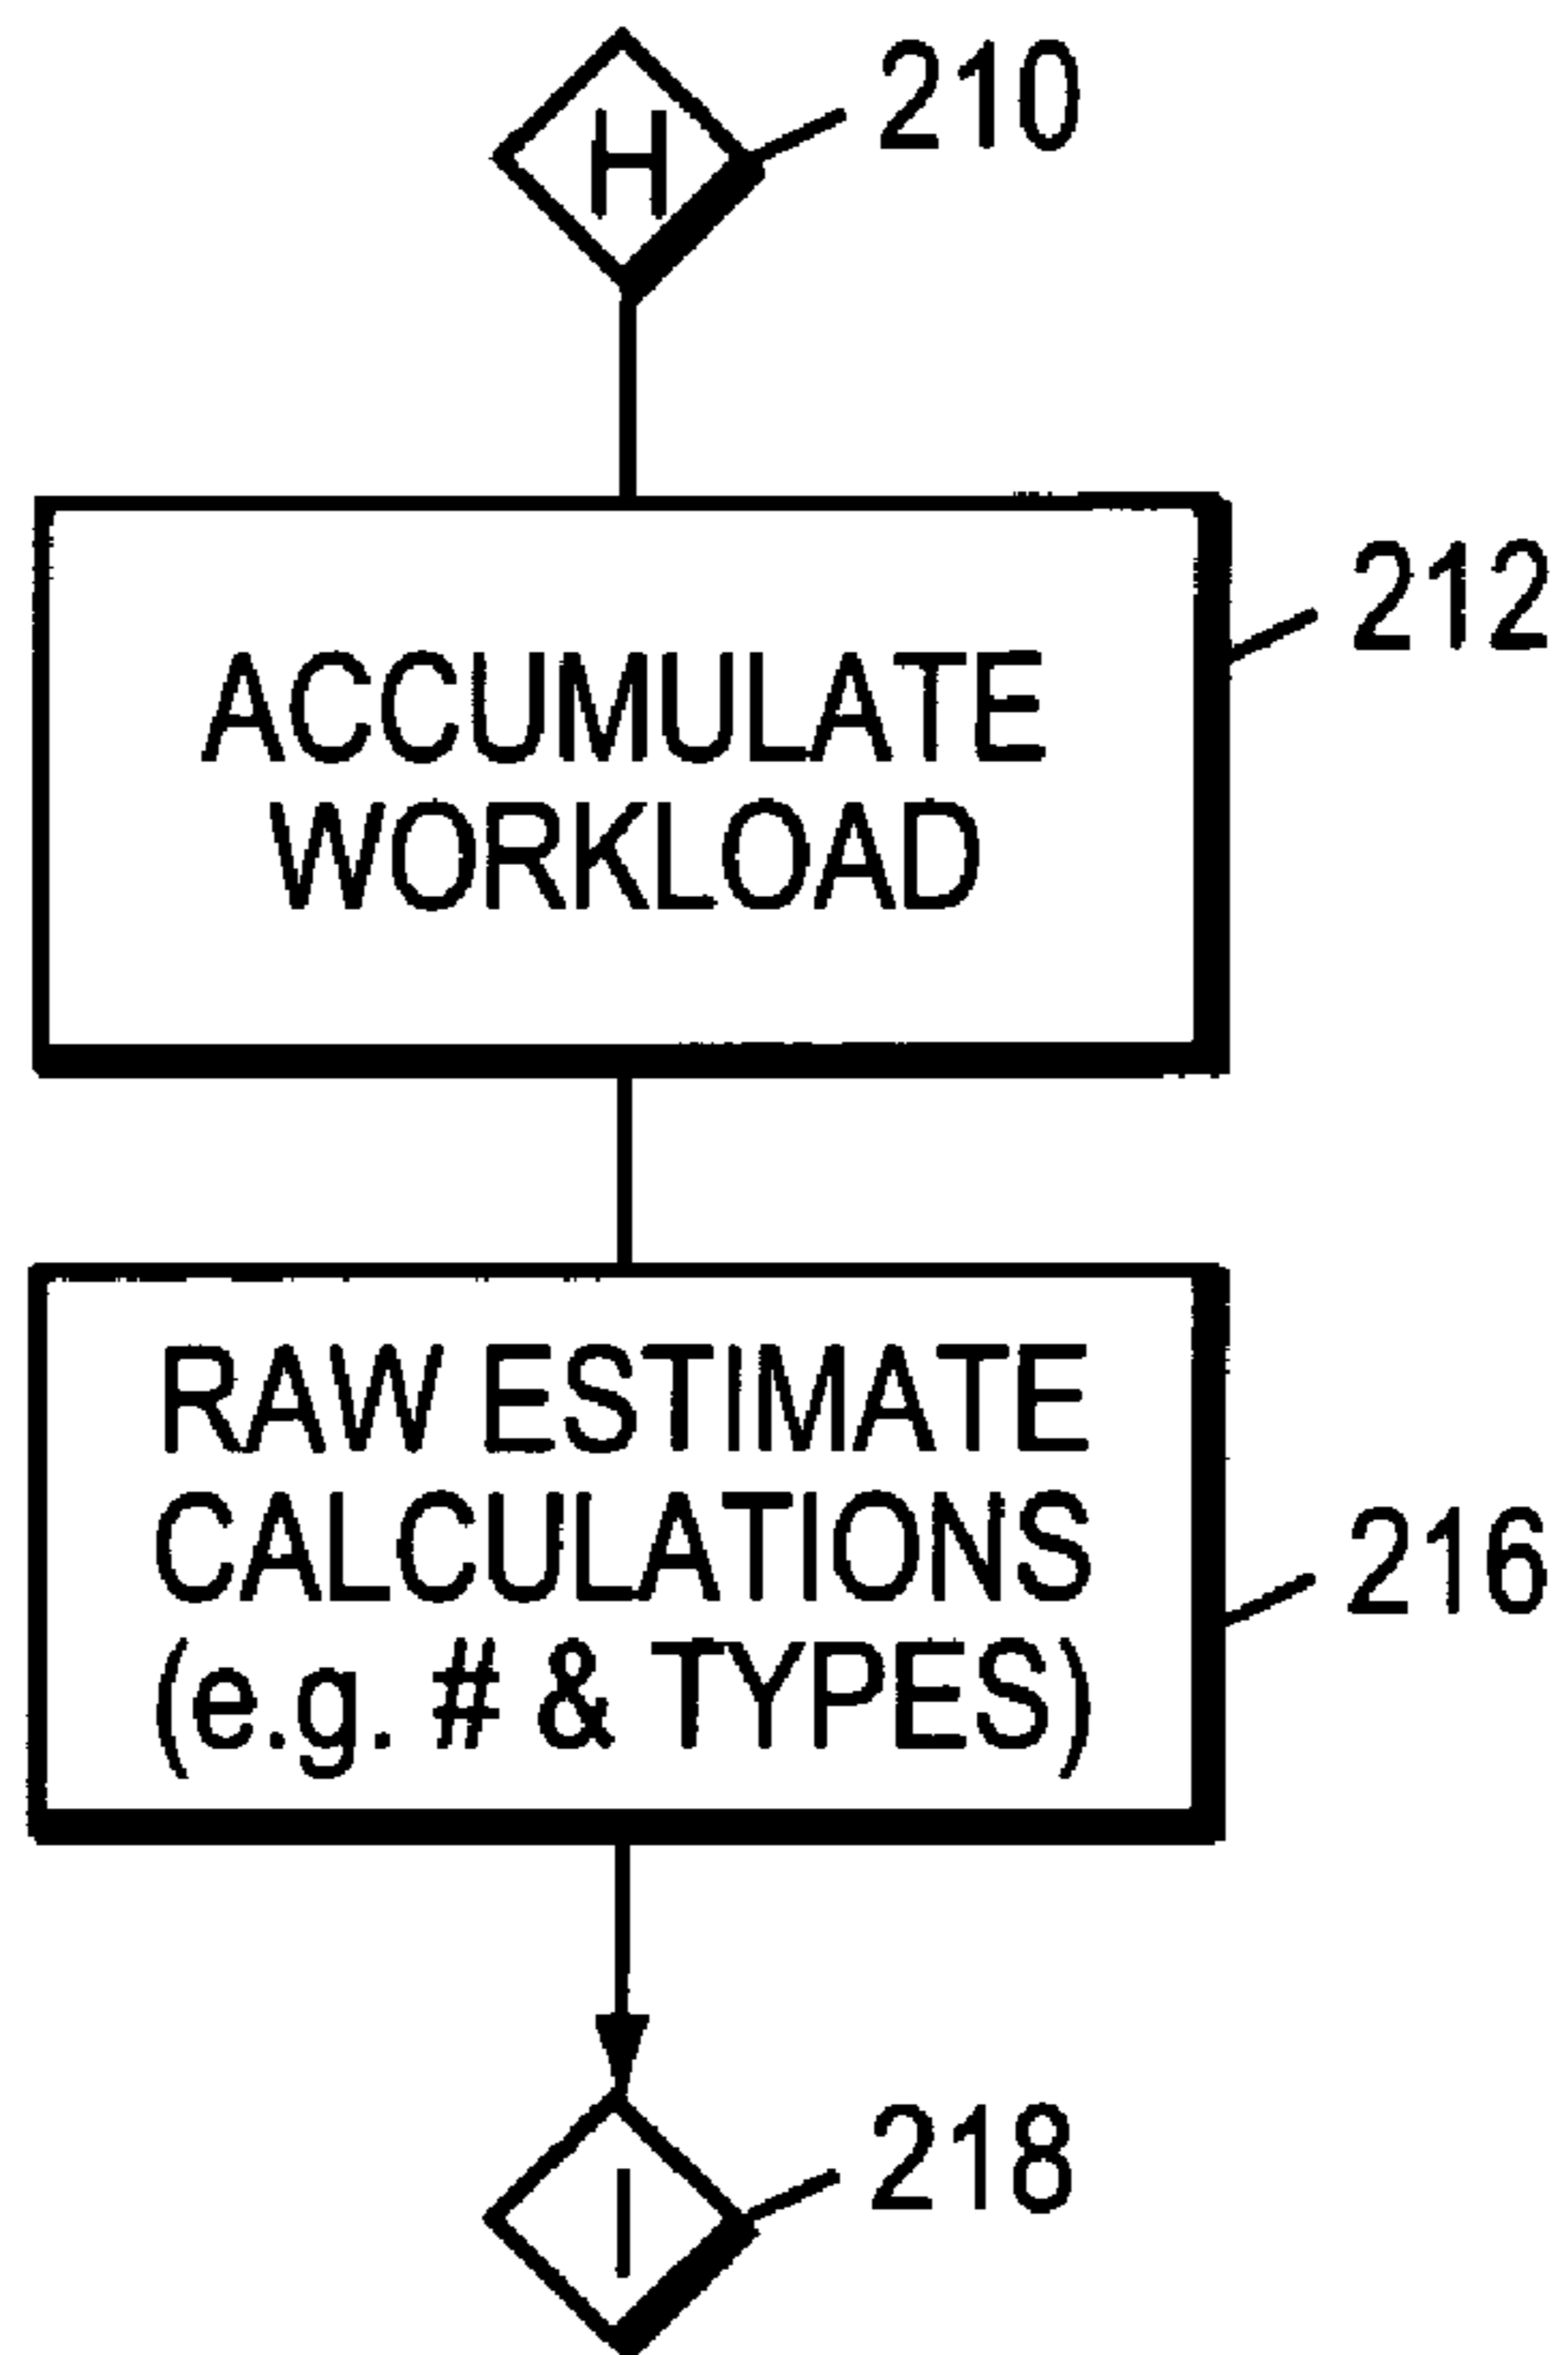 H
210
212
ACCUMULATE
WORKLOAD
RAW ESTIMATE
CALCULATIONS
(e.g. # & TYPES)
216
218
I